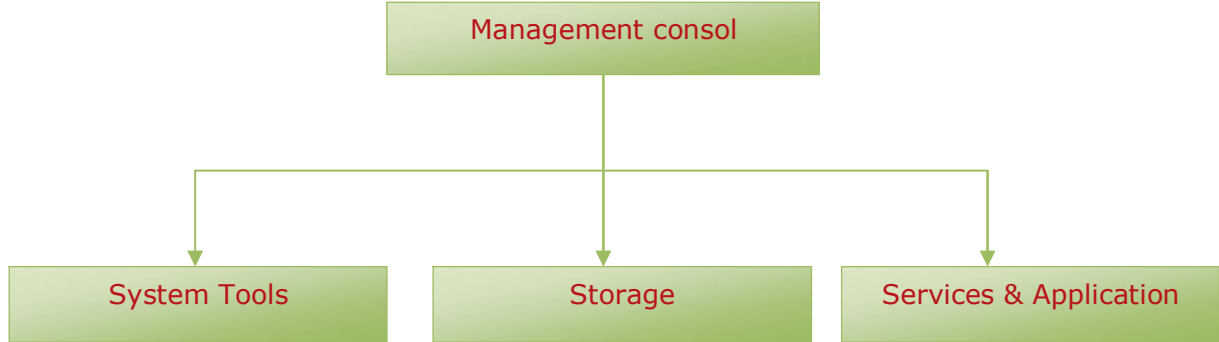 Management consol
System Tools
Storage
Services & Application